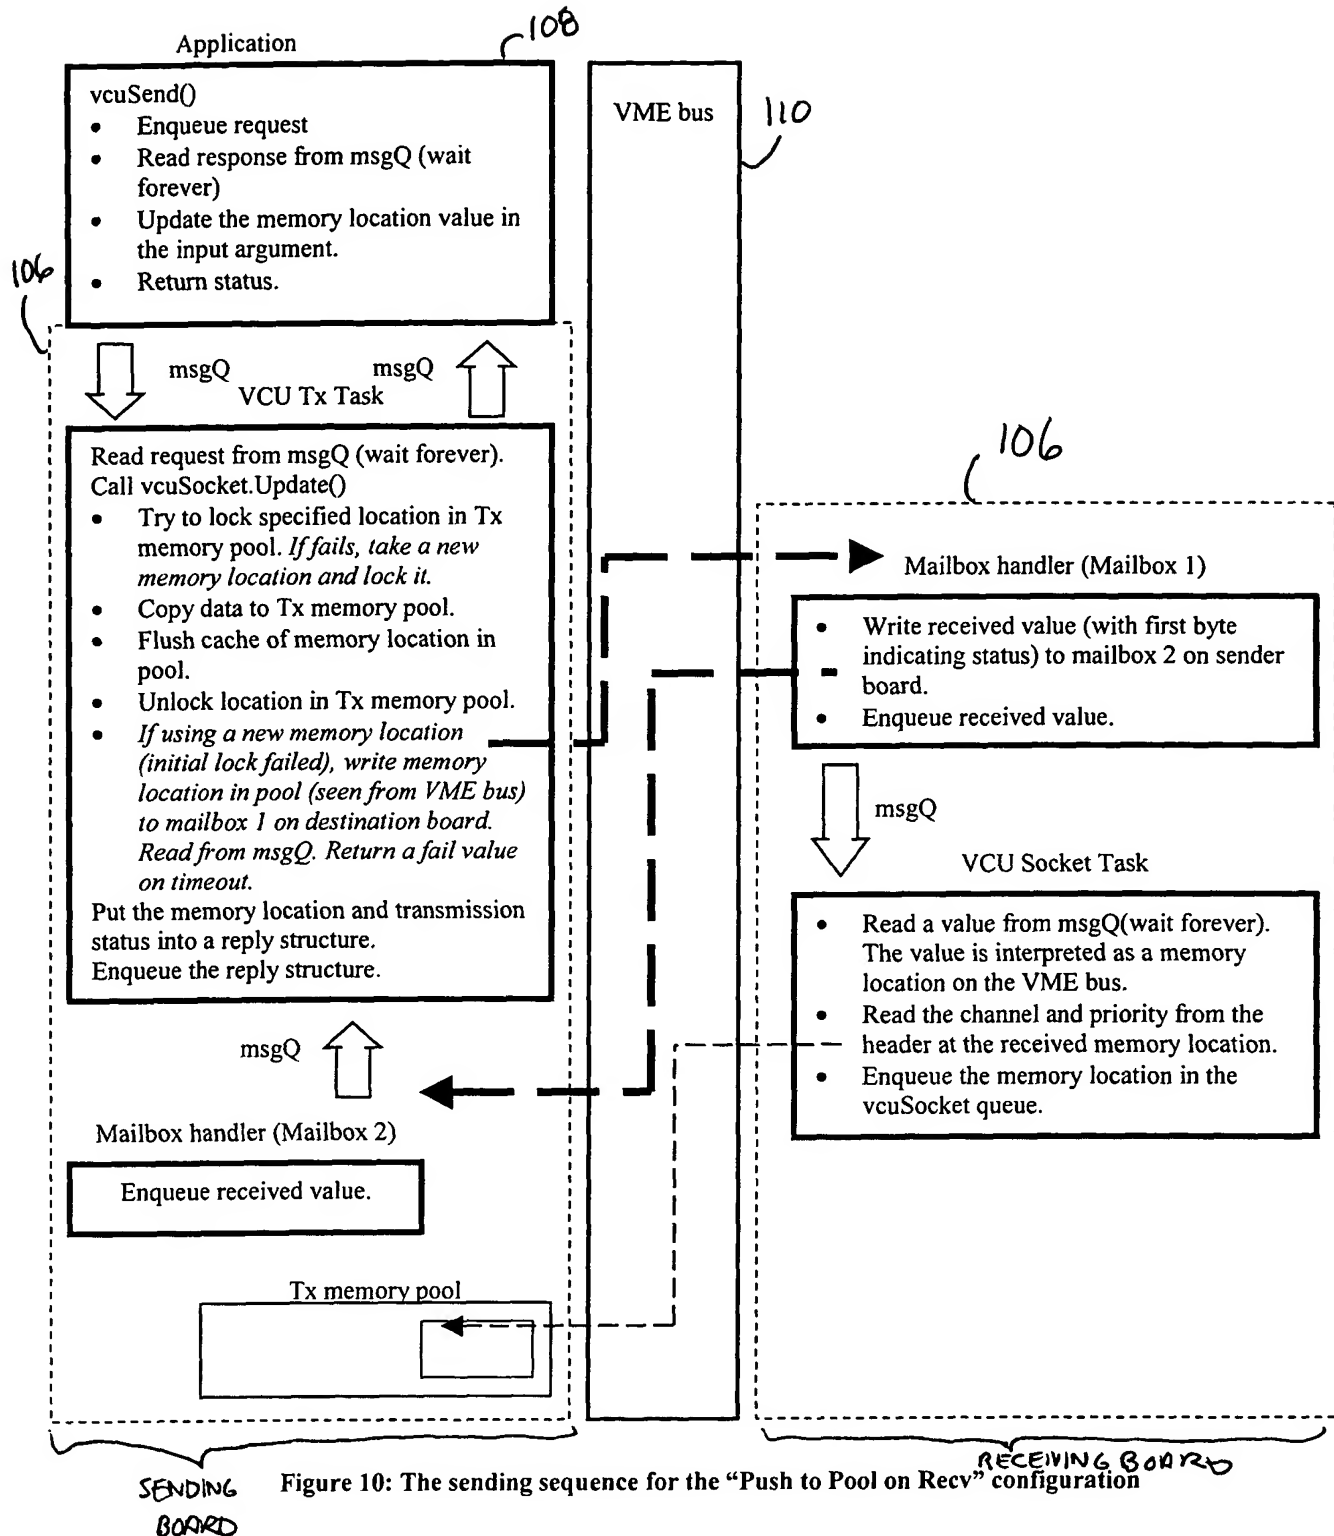 Application
108
vcuSend()
• Enqueue request
• Read response from msgQ (wait
forever)
• Update the memory location value in
the input argument.
• Return status.
VME bus
110
106
msgQ
msgQ
VCU Tx Task
Read request from msgQ (wait forever).
Call vcuSocket.Update()
• Try to lock specified location in Tx
memory pool. If fails, take a new
memory location and lock it.
• Copy data to Tx memory pool.
• Flush cache of memory location in
pool.
• Unlock location in Tx memory pool.
• If using a new memory location
(initial lock failed), write memory
location in pool (seen from VME bus)
to mailbox 1 on destination board.
Read from msgQ. Return a fail value
on timeout.
Put the memory location and transmission
status into a reply structure.
Enqueue the reply structure.
msgQ
Mailbox handler (Mailbox 2)
Enqueue received value.
Tx memory pool
106
Mailbox handler (Mailbox 1)
• Write received value (with first byte
indicating status) to mailbox 2 on sender
board.
• Enqueue received value.
msgQ
VCU Socket Task
• Read a value from msgQ(wait forever).
The value is interpreted as a memory
location on the VME bus.
• Read the channel and priority from the
header at the received memory location.
• Enqueue the memory location in the
vcuSocket queue.
SENDING
BOARD
RECEIVING BOARD
Figure 10: The sending sequence for the “Push to Pool on Recv” configuration